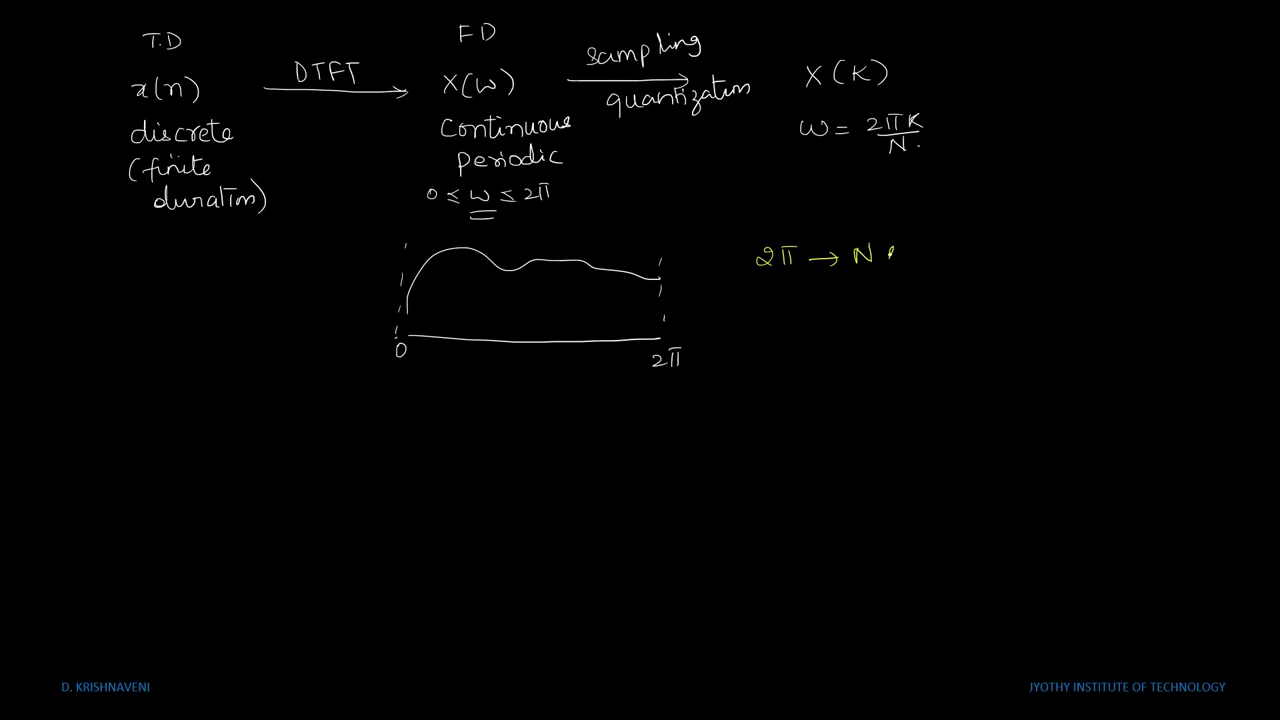 T.D
x(n)
discrete
(finite
duration)
DTFT
FD
X(ω)
Continuous
periodic
0 ≤ ω ≤ 2π
sampling
quantization
X(K)
ω = 2πK/N.
0
2π
2π → N
D. KRISHNAVENI
JYOTHY INSTITUTE OF TECHNOLOGY